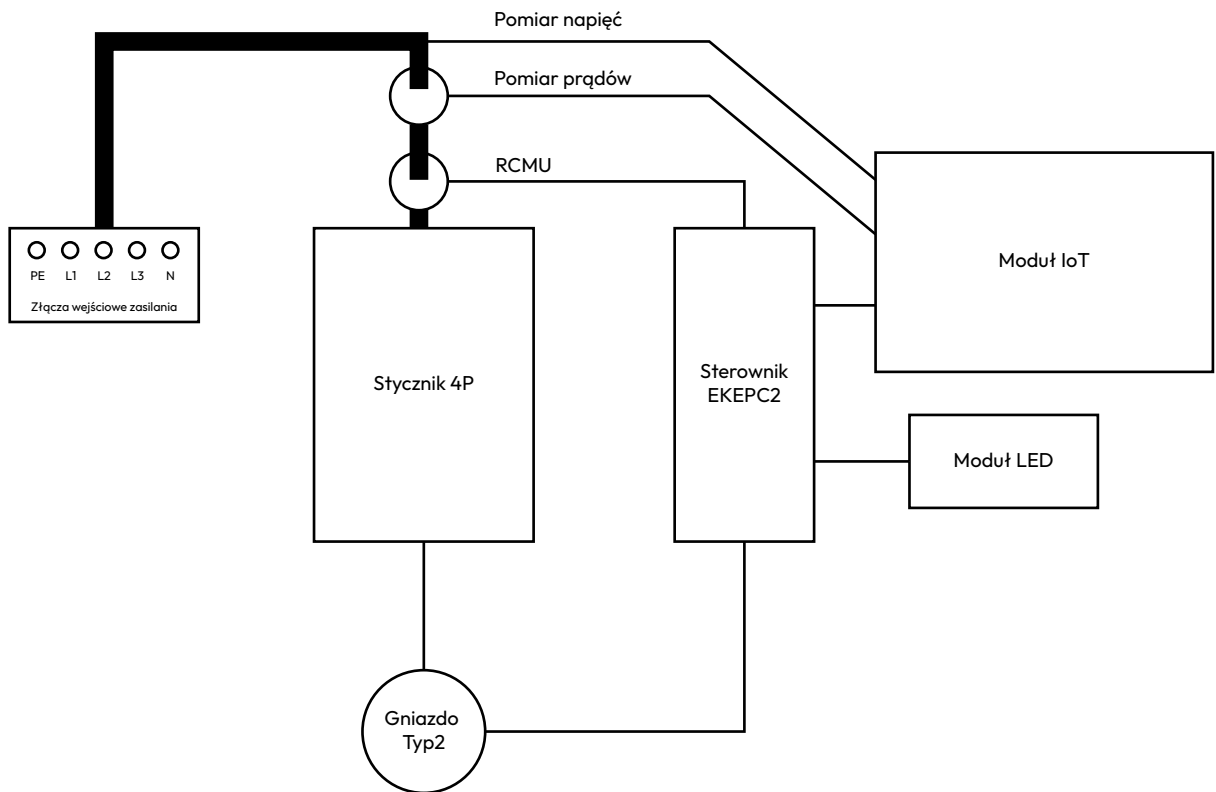 Pomiar napięć
Pomiar prądów
RCMU
PE L1 L2 L3 N
Złącza wejściowe zasilania
Stycznik 4P
Sterownik
EKEPC2
Moduł IoT
Moduł LED
Gniazdo
Typ2